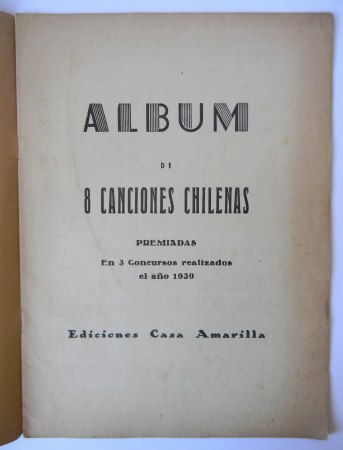 ALBUM
DE
8 CANCIONES CHILENAS
PREMIADAS
En 3 Concursos realizados
el año 1939
Ediciones Casa Amarilla